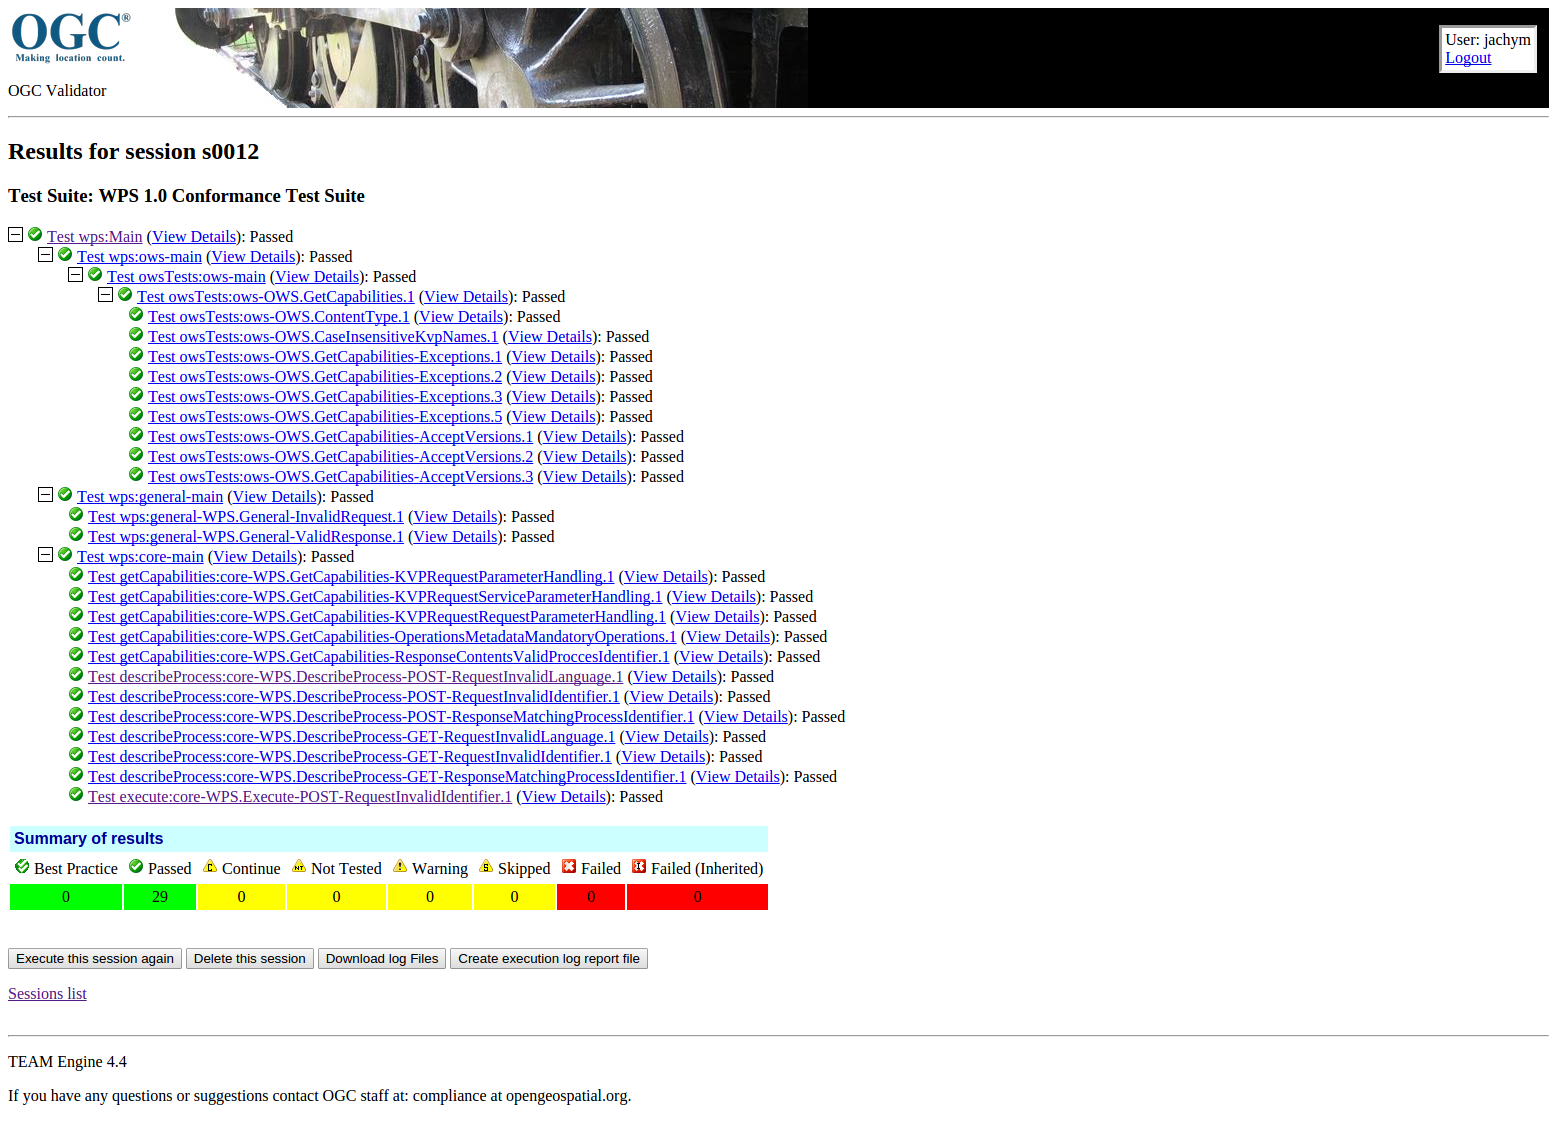 OGC®
Making location count.
User: jachym
Logout
OGC Validator
Results for session s0012
Test Suite: WPS 1.0 Conformance Test Suite
Test wps:Main (View Details): Passed
Test wps:ows-main (View Details): Passed
Test owsTests:ows-main (View Details): Passed
Test owsTests:ows-OWS.GetCapabilities.1 (View Details): Passed
Test owsTests:ows-OWS.ContentType.1 (View Details): Passed
Test owsTests:ows-OWS.CaseInsensitiveKvpNames.1 (View Details): Passed
Test owsTests:ows-OWS.GetCapabilities-Exceptions.1 (View Details): Passed
Test owsTests:ows-OWS.GetCapabilities-Exceptions.2 (View Details): Passed
Test owsTests:ows-OWS.GetCapabilities-Exceptions.3 (View Details): Passed
Test owsTests:ows-OWS.GetCapabilities-Exceptions.5 (View Details): Passed
Test owsTests:ows-OWS.GetCapabilities-AcceptVersions.1 (View Details): Passed
Test owsTests:ows-OWS.GetCapabilities-AcceptVersions.2 (View Details): Passed
Test owsTests:ows-OWS.GetCapabilities-AcceptVersions.3 (View Details): Passed
Test wps:general-main (View Details): Passed
Test wps:general-WPS.General-InvalidRequest.1 (View Details): Passed
Test wps:general-WPS.General-ValidResponse.1 (View Details): Passed
Test wps:core-main (View Details): Passed
Test getCapabilities:core-WPS.GetCapabilities-KVPRequestParameterHandling.1 (View Details): Passed
Test getCapabilities:core-WPS.GetCapabilities-KVPRequestServiceParameterHandling.1 (View Details): Passed
Test getCapabilities:core-WPS.GetCapabilities-KVPRequestRequestParameterHandling.1 (View Details): Passed
Test getCapabilities:core-WPS.GetCapabilities-OperationsMetadataMandatoryOperations.1 (View Details): Passed
Test getCapabilities:core-WPS.GetCapabilities-ResponseContentsValidProccesIdentifier.1 (View Details): Passed
Test describeProcess:core-WPS.DescribeProcess-POST-RequestInvalidLanguage.1 (View Details): Passed
Test describeProcess:core-WPS.DescribeProcess-POST-RequestInvalidIdentifier.1 (View Details): Passed
Test describeProcess:core-WPS.DescribeProcess-POST-ResponseMatchingProcessIdentifier.1 (View Details): Passed
Test describeProcess:core-WPS.DescribeProcess-GET-RequestInvalidLanguage.1 (View Details): Passed
Test describeProcess:core-WPS.DescribeProcess-GET-RequestInvalidIdentifier.1 (View Details): Passed
Test describeProcess:core-WPS.DescribeProcess-GET-ResponseMatchingProcessIdentifier.1 (View Details): Passed
Test execute:core-WPS.Execute-POST-RequestInvalidIdentifier.1 (View Details): Passed
Summary of results
Best Practice Passed C Continue NT Not Tested ! Warning S Skipped Failed Failed (Inherited)
0 29 0 0 0 0 0 0
Execute this session again Delete this session Download log Files Create execution log report file
Sessions list
TEAM Engine 4.4
If you have any questions or suggestions contact OGC staff at: compliance at opengeospatial.org.